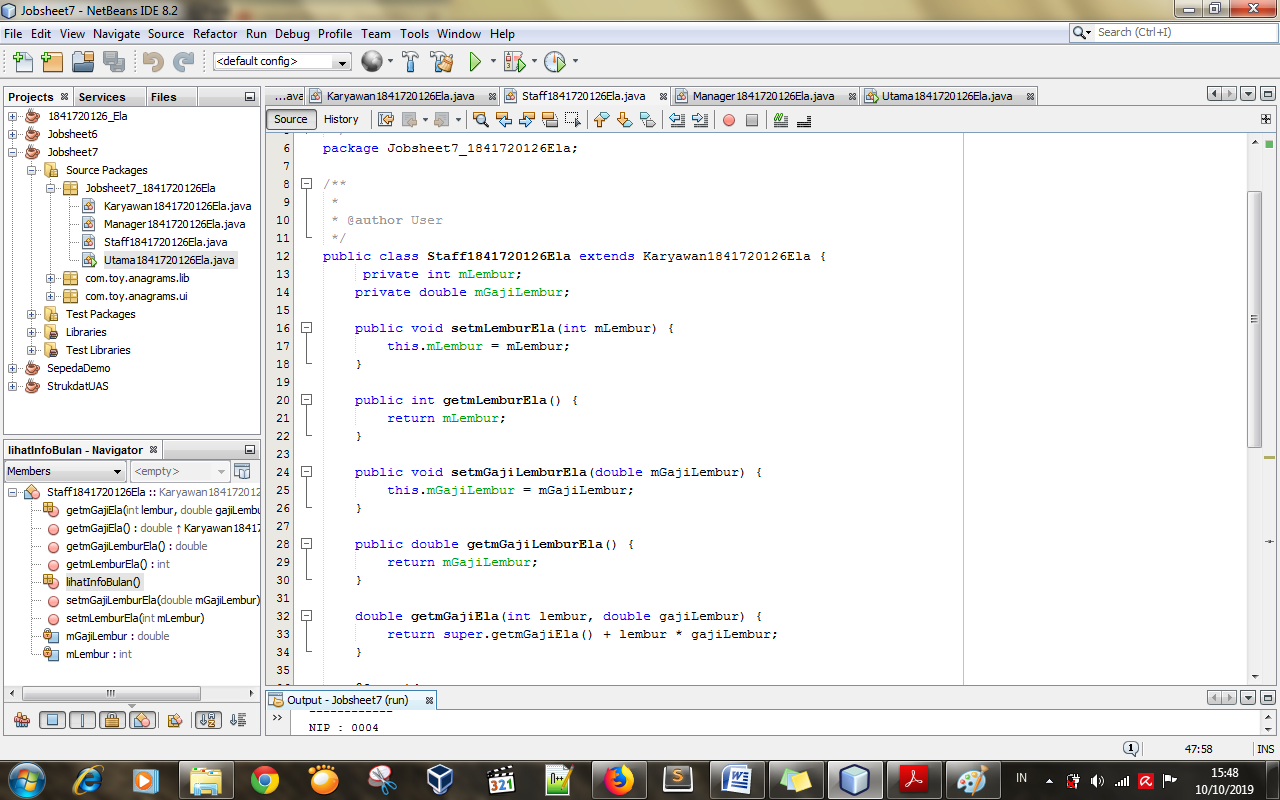 Jobsheet7 - NetBeans IDE 8.2
File Edit View Navigate Source Refactor Run Debug Profile Team Tools Window Help
Search (Ctrl+I)
<default config>
Projects Services Files
...ava Karyawan1841720126Ela.java Staff1841720126Ela.java Manager1841720126Ela.java Utama1841720126Ela.java
Source History
1841720126_Ela
Jobsheet6
Jobsheet7
Source Packages
Jobsheet7_1841720126Ela
Karyawan1841720126Ela.java
Manager1841720126Ela.java
Staff1841720126Ela.java
Utama1841720126Ela.java
com.toy.anagrams.lib
com.toy.anagrams.ui
Test Packages
Libraries
Test Libraries
SepedaDemo
StrukdatUAS
lihatInfoBulan - Navigator
Members <empty>
Staff1841720126Ela :: Karyawan18417201
getmGajiEla(int lembur, double gajiLembu
getmGajiEla() : double ↑ Karyawan1841
getmGajiLemburEla() : double
getmLemburEla() : int
lihatInfoBulan()
setmGajiLemburEla(double mGajiLembur)
setmLemburEla(int mLembur)
mGajiLembur : double
mLembur : int
6 package Jobsheet7_1841720126Ela;
7
8 /**
9 *
10 * @author User
11 */
12 public class Staff1841720126Ela extends Karyawan1841720126Ela {
13 private int mLembur;
14 private double mGajiLembur;
15
16 public void setmLemburEla(int mLembur) {
17 this.mLembur = mLembur;
18 }
19
20 public int getmLemburEla() {
21 return mLembur;
22 }
23
24 public void setmGajiLemburEla(double mGajiLembur) {
25 this.mGajiLembur = mGajiLembur;
26 }
27
28 public double getmGajiLemburEla() {
29 return mGajiLembur;
30 }
31
32 double getmGajiEla(int lembur, double gajiLembur) {
33 return super.getmGajiEla() + lembur * gajiLembur;
34 }
35
Output - Jobsheet7 (run)
NIP : 0004
1 47:58 INS
321
N++
S
W
IN
15:48
10/10/2019